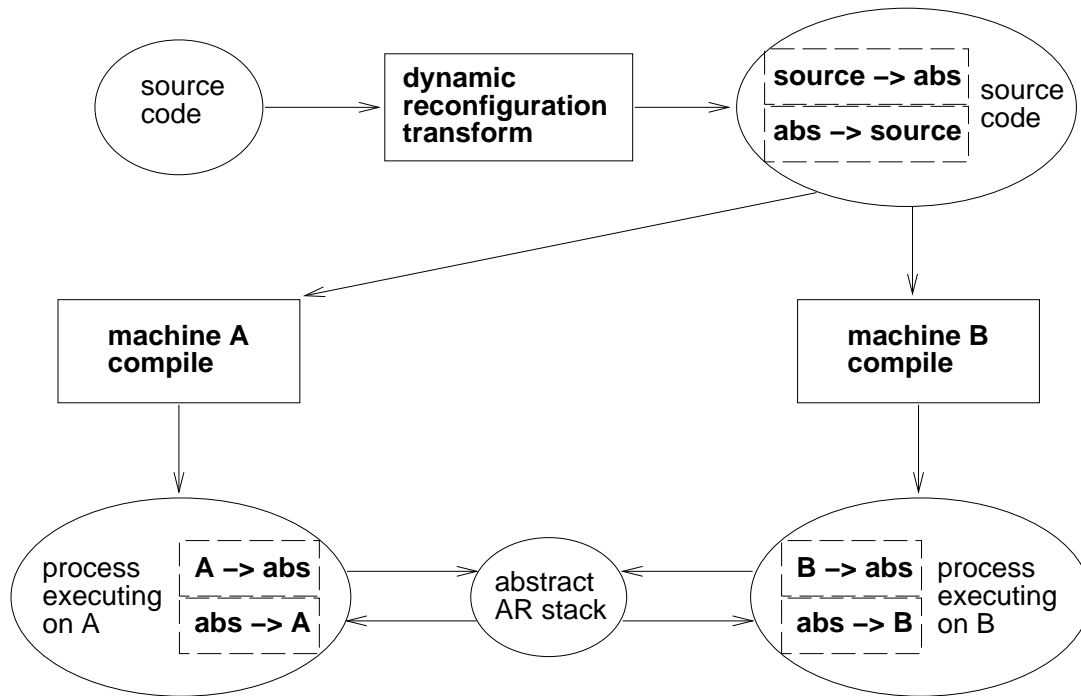 source
code
dynamic
reconfiguration
transform
source –> abs
abs –> source
source
code
machine A
compile
machine B
compile
process
executing
on A
A –> abs
abs –> A
abstract
AR stack
B –> abs
abs –> B
process
executing
on B